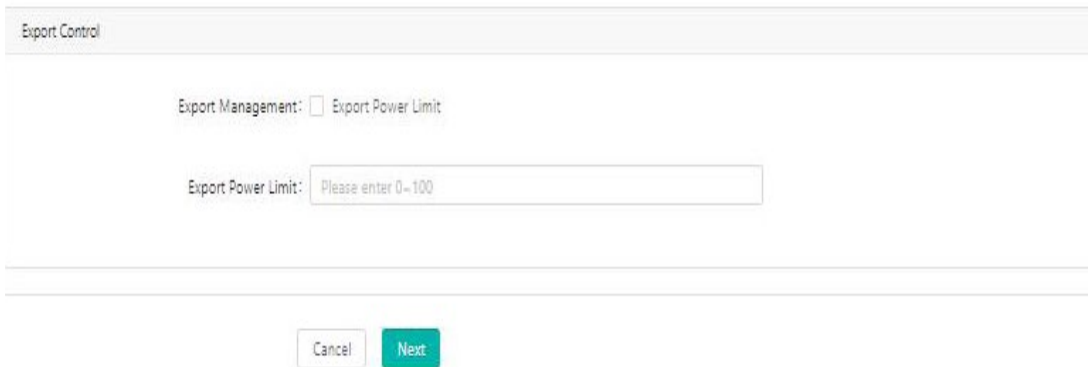 Export Control
Export Management: Export Power Limit
Export Power Limit: Please enter 0~100
Cancel Next